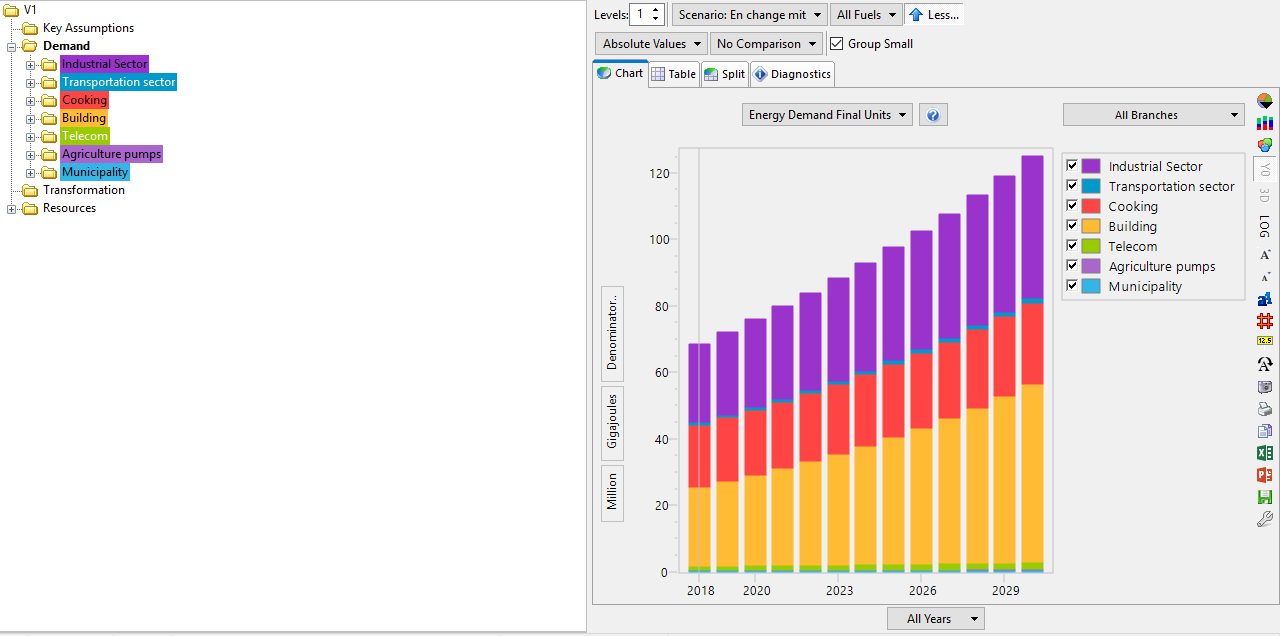 V1
Key Assumptions
Demand
Industrial Sector
Transportation sector
Cooking
Building
Telecom
Agriculture pumps
Municipality
Transformation
Resources
Levels: 1 Scenario: En change mit All Fuels Less...
Absolute Values No Comparison Group Small
Chart Table Split Diagnostics
Energy Demand Final Units ? All Branches
Industrial Sector
Transportation sector
Cooking
Building
Telecom
Agriculture pumps
Municipality
Y0
3D
LOG
A
A
a
12.5
A
Denominator..
Gigajoules
Million
120
100
80
60
40
20
0
2018 2020 2023 2026 2029
All Years